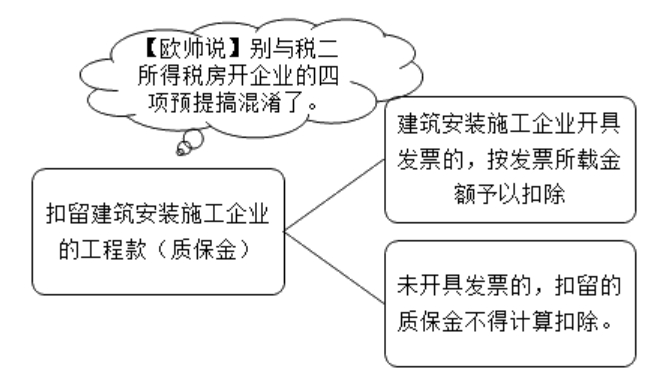 【欧帅说】别与税二
所得税房开企业的四
项预提搞混淆了。
扣留建筑安装施工企业
的工程款（质保金）
建筑安装施工企业开具
发票的，按发票所载金
额予以扣除
未开具发票的，扣留的
质保金不得计算扣除。